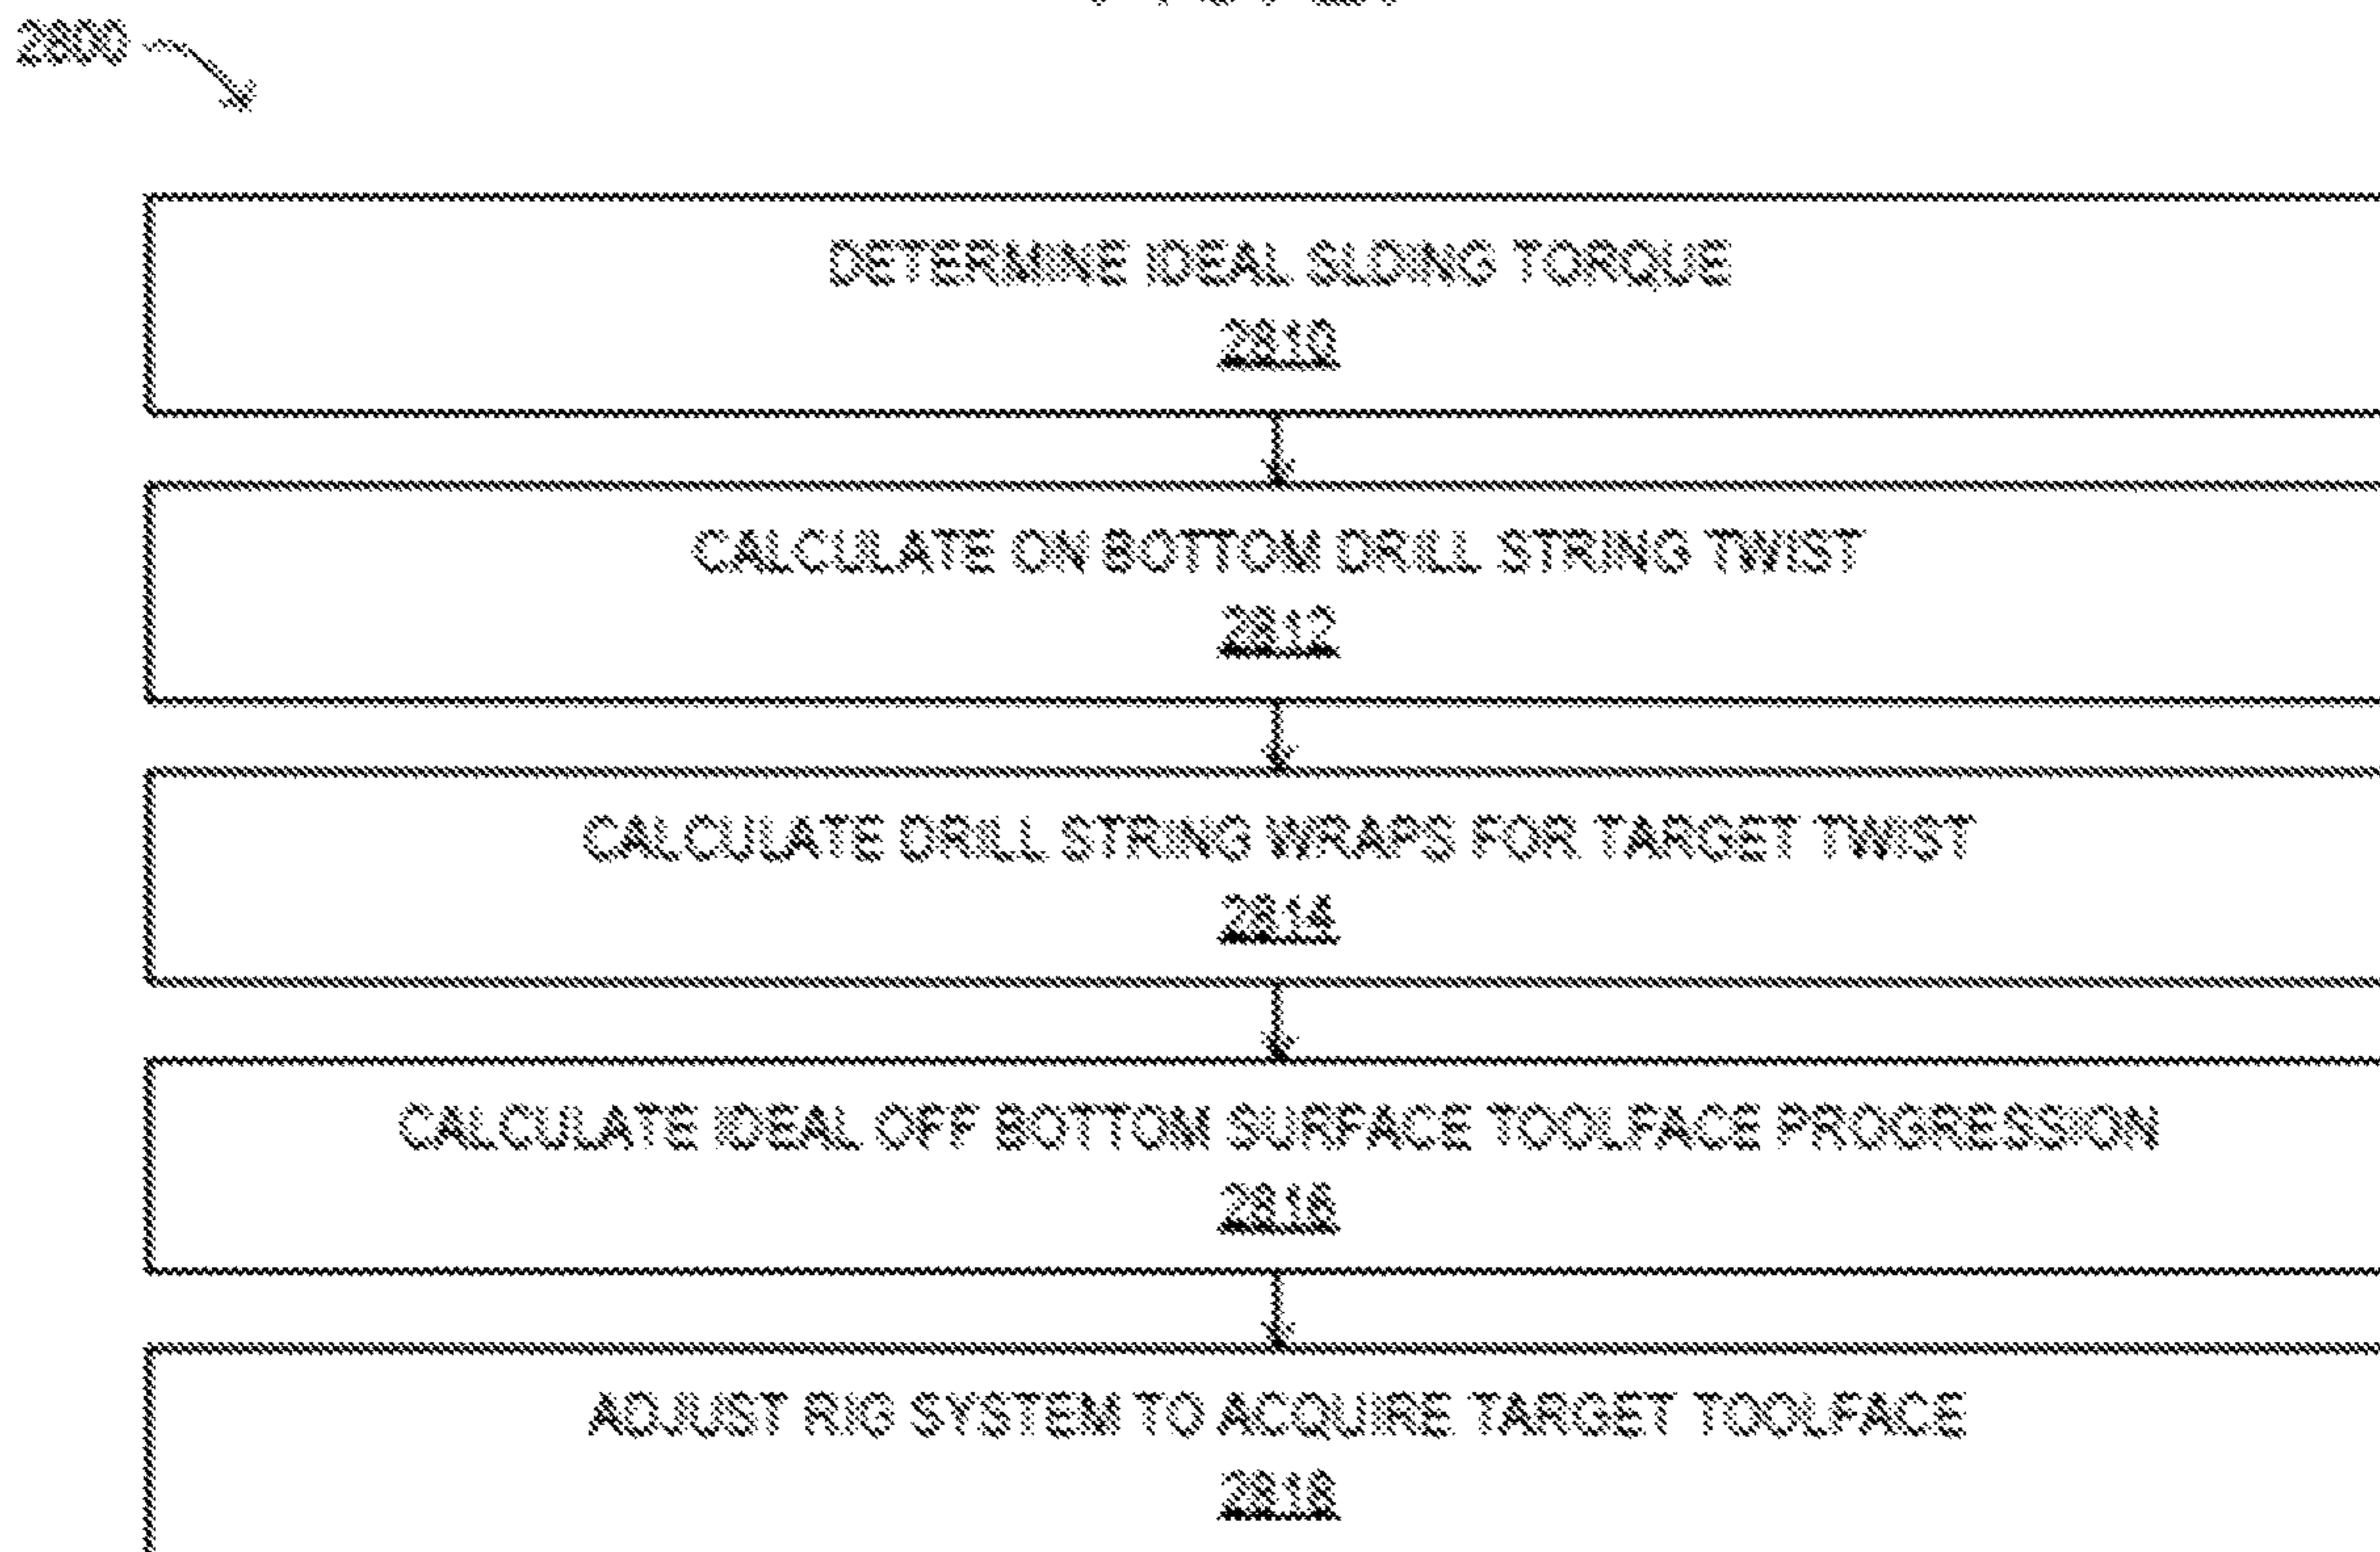 2800
DETERMINE IDEAL SLDING TORQUE
2810
CALCULATE ON BOTTOM DRILL STRING TWIST
2812
CALCULATE DRILL STRING WRAPS FOR TARGET TWIST
2814
CALCULATE IDEAL OFF BOTTOM SURFACE TOOLFACE PROGRESSION
2816
ADJUST RIG SYSTEM TO ACQUIRE TARGET TOOLFACE
2818